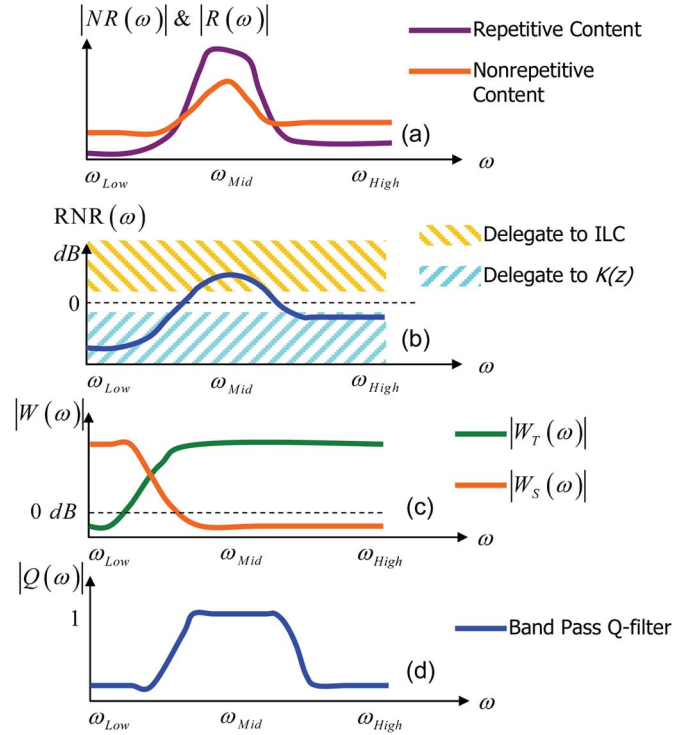 |NR(ω)| & |R(ω)|
Repetitive Content
Nonrepetitive
Content
(a)
ω_Low ω_Mid ω_High ω
RNR(ω)
dB
Delegate to ILC
Delegate to K(z)
0
(b)
ω_Low ω_Mid ω_High ω
|W(ω)|
|W_T(ω)|
|W_S(ω)|
0 dB
(c)
ω_Low ω_Mid ω_High ω
|Q(ω)|
1
Band Pass Q-filter
(d)
ω_Low ω_Mid ω_High ω